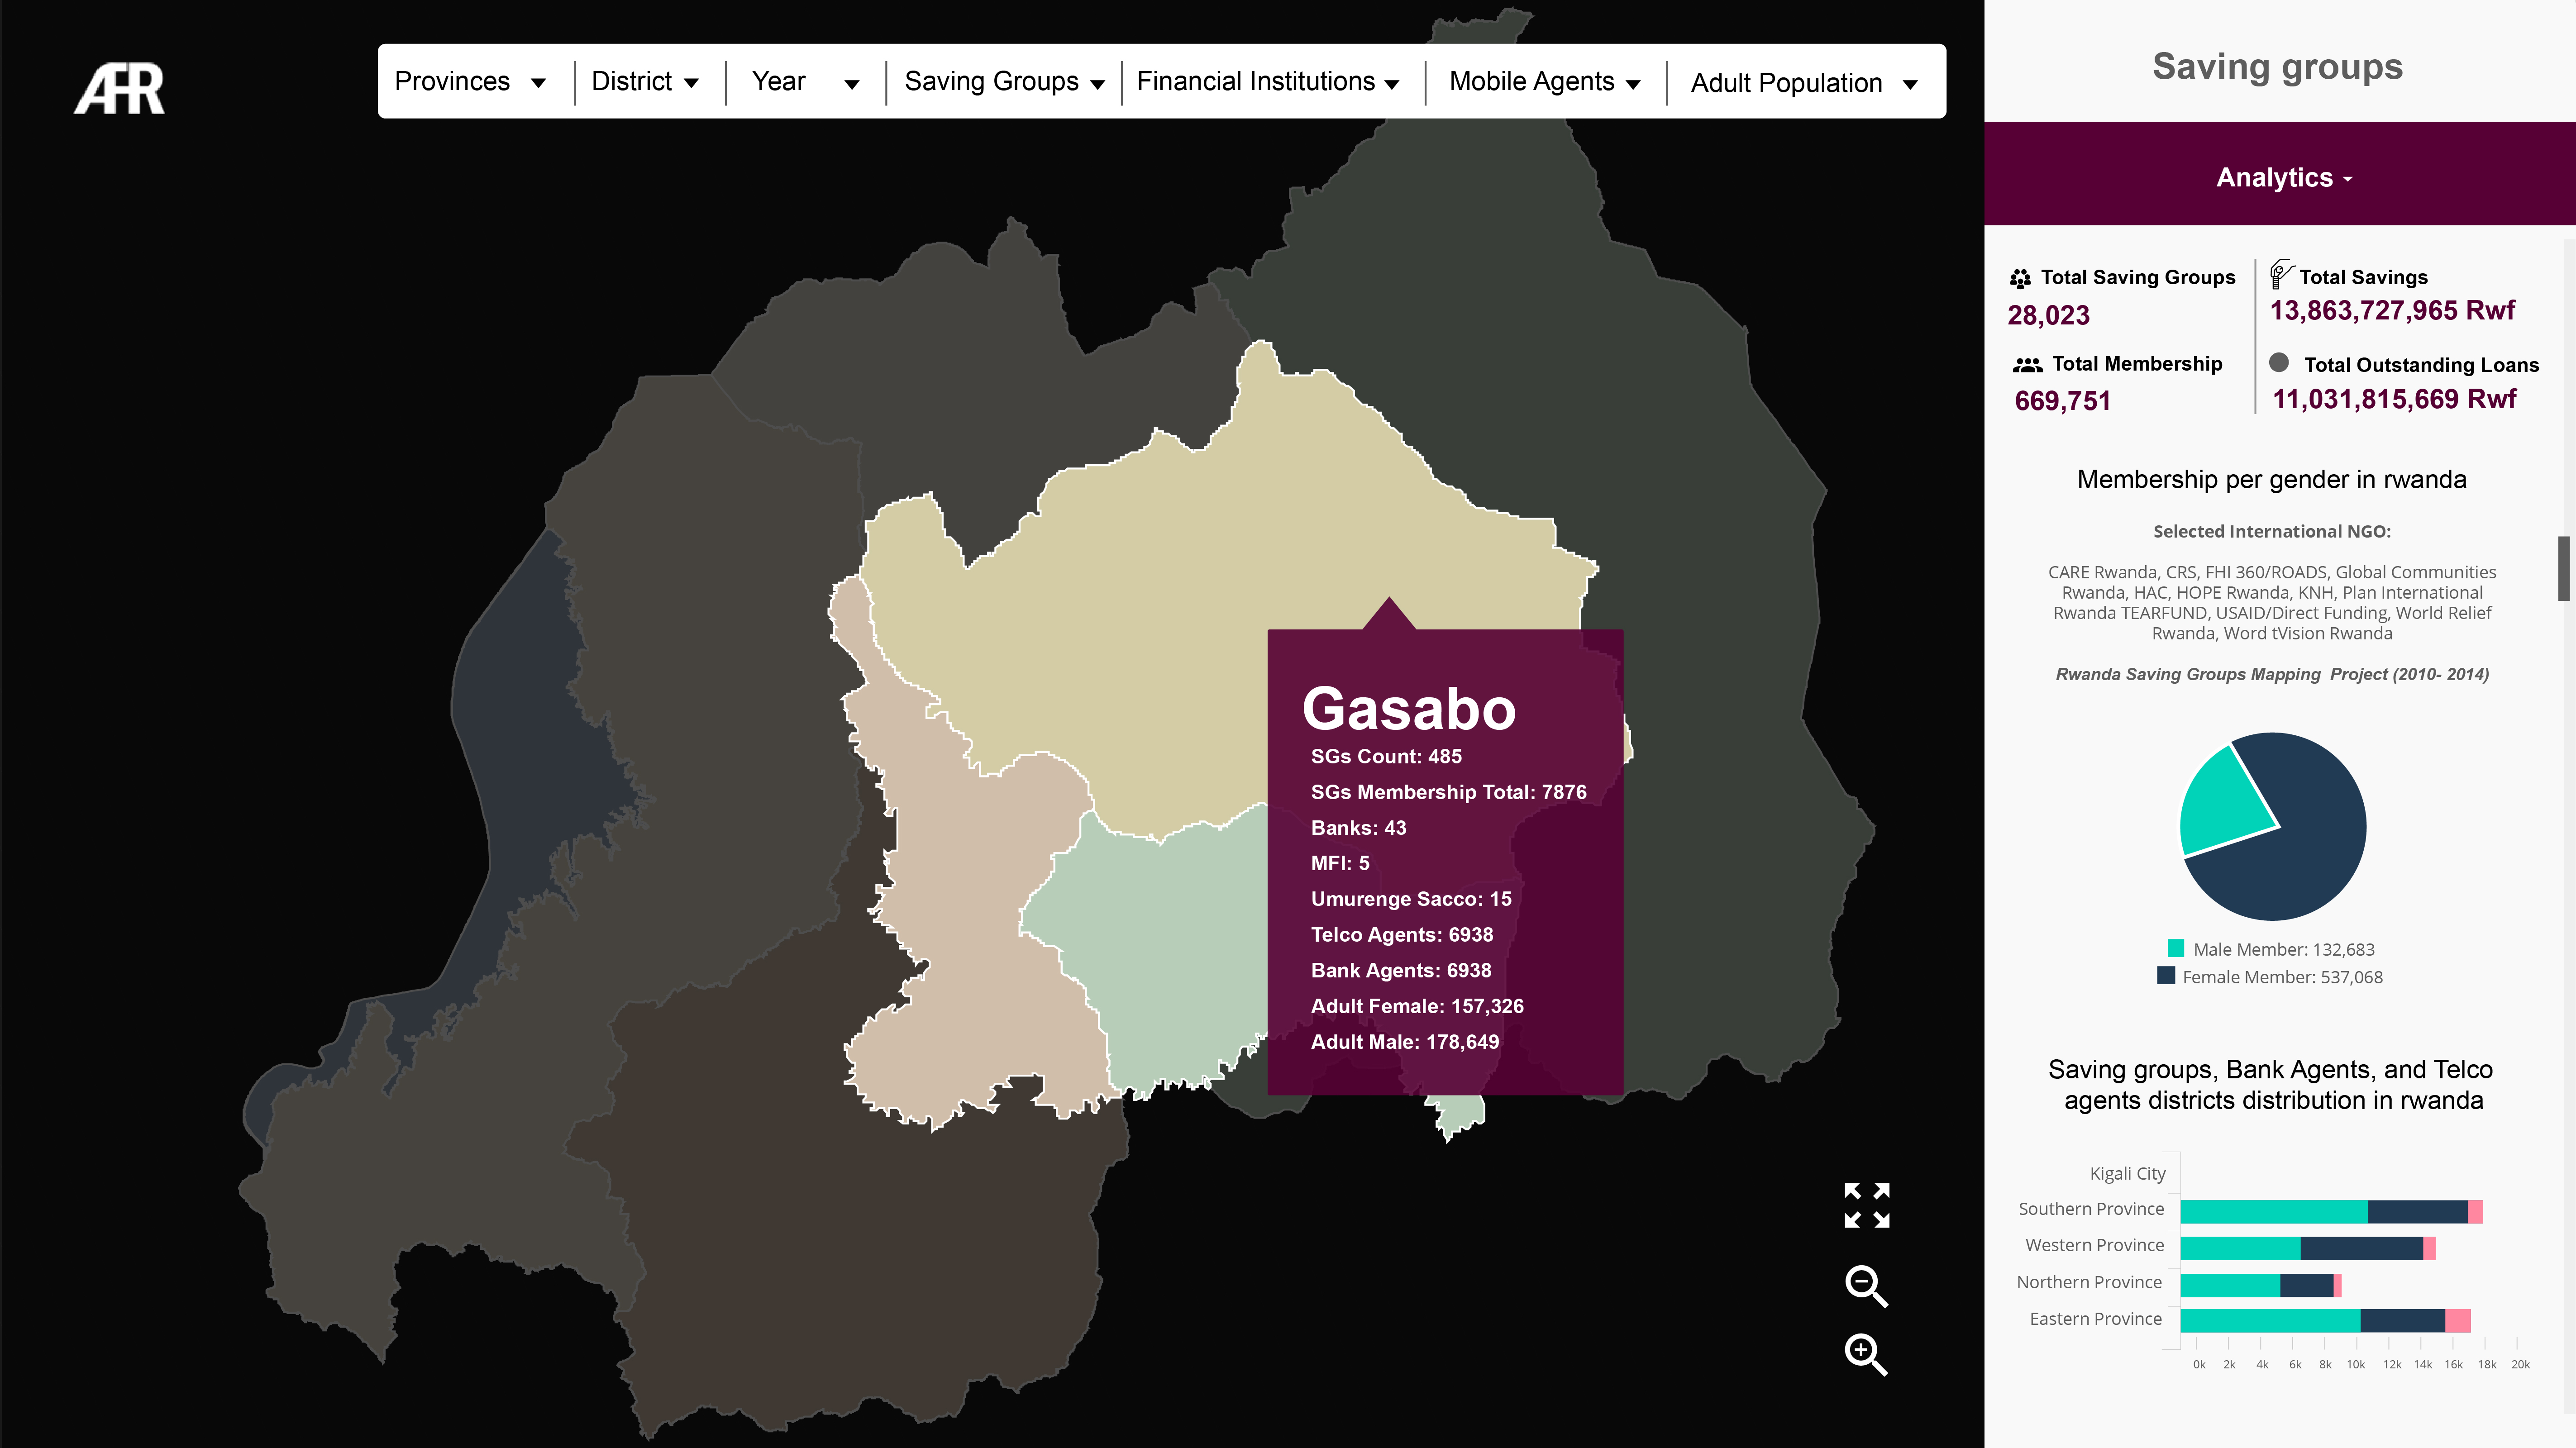 AFR
Provinces
District
Year
Saving Groups
Financial Institutions
Mobile Agents
Adult Population
Gasabo
SGs Count: 485
SGs Membership Total: 7876
Banks: 43
MFI: 5
Umurenge Sacco: 15
Telco Agents: 6938
Bank Agents: 6938
Adult Female: 157,326
Adult Male: 178,649
Saving groups
Analytics
Total Saving Groups
28,023
Total Savings
13,863,727,965 Rwf
Total Membership
669,751
Total Outstanding Loans
11,031,815,669 Rwf
Membership per gender in rwanda
Selected International NGO:
CARE Rwanda, CRS, FHI 360/ROADS, Global Communities
Rwanda, HAC, HOPE Rwanda, KNH, Plan International
Rwanda TEARFUND, USAID/Direct Funding, World Relief
Rwanda, Word tVision Rwanda
Rwanda Saving Groups Mapping  Project (2010- 2014)
Male Member: 132,683
Female Member: 537,068
Saving groups, Bank Agents, and Telco
agents districts distribution in rwanda
Kigali City
Southern Province
Western Province
Northern Province
Eastern Province
0k 2k 4k 6k 8k 10k 12k 14k 16k 18k 20k